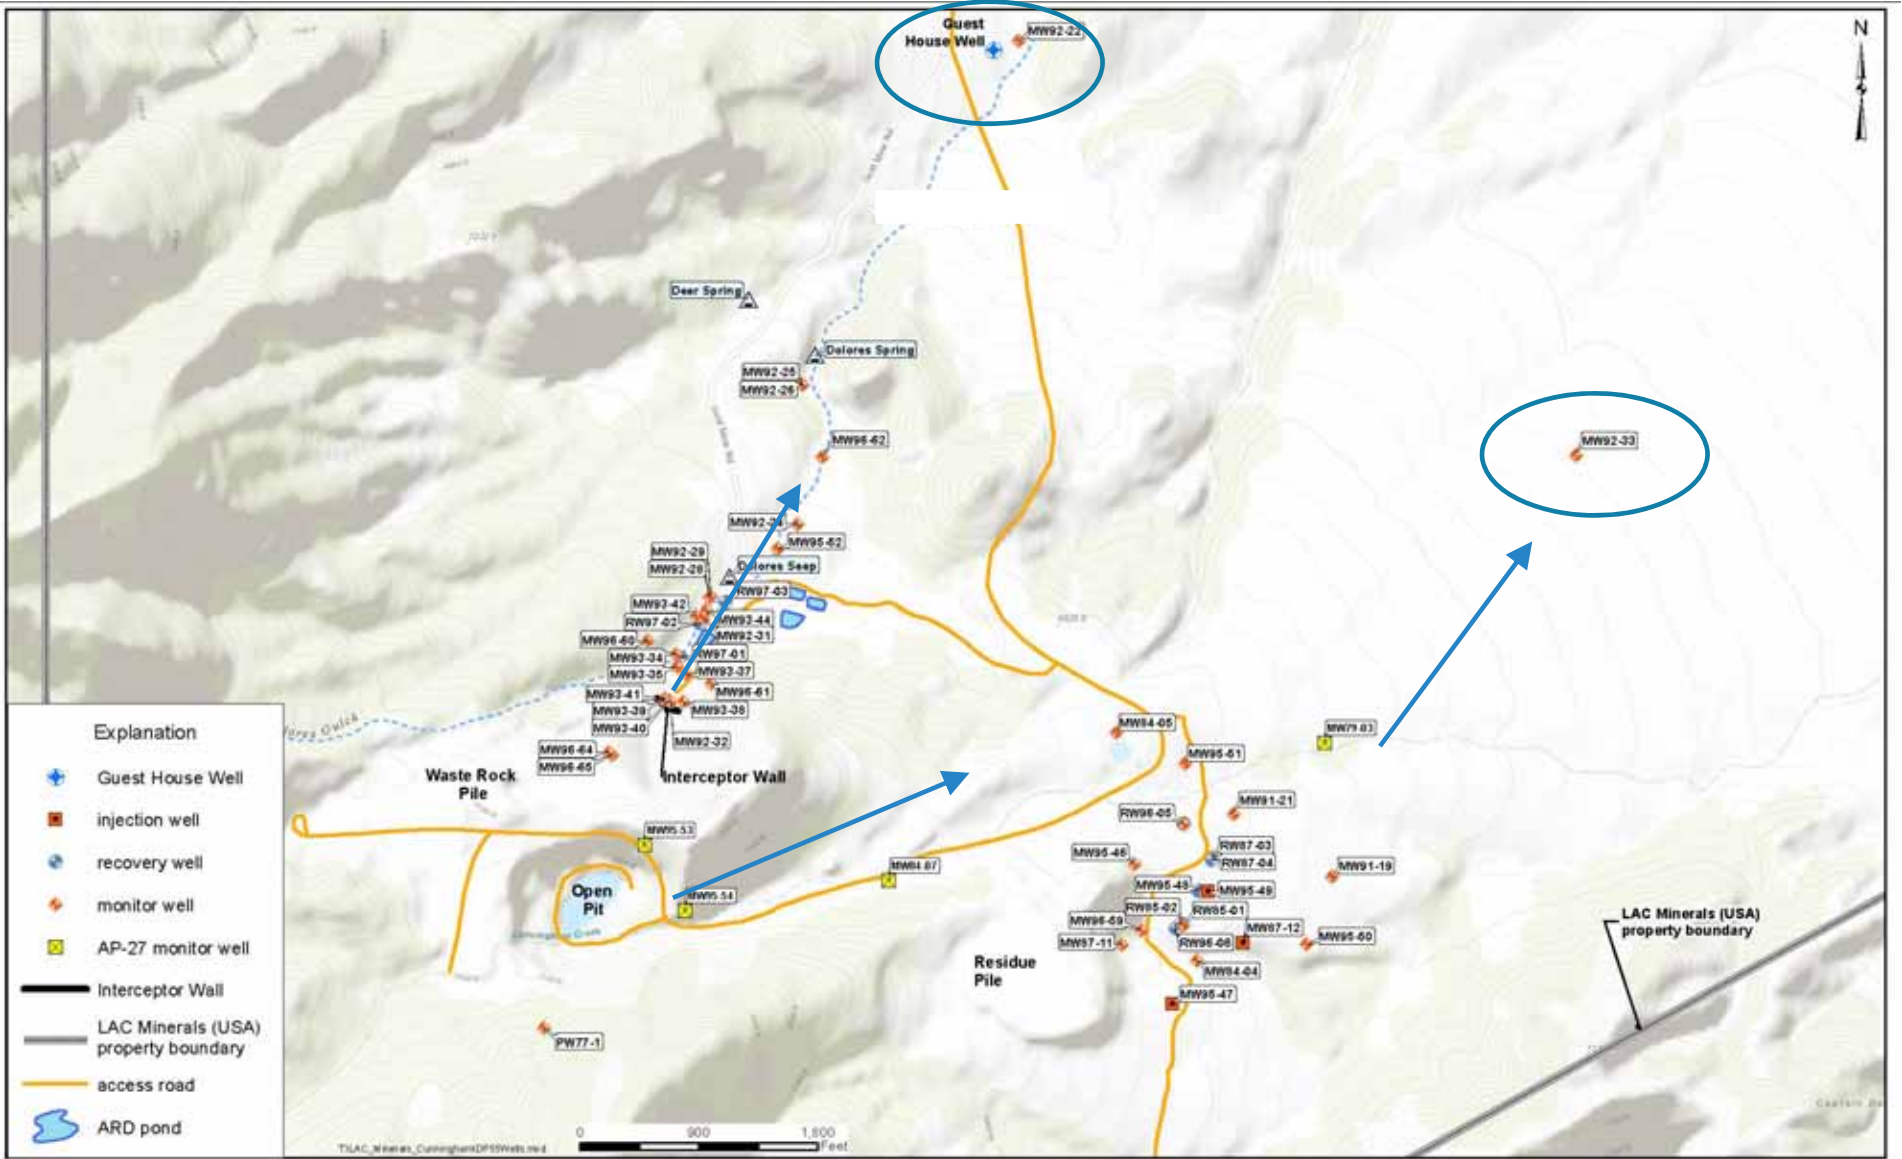 Guest
House Well
MW92-22
N
Deer Spring
Dolores Spring
MW92-25
MW92-26
MW96-62
MW92-33
MW95-52
MW92-29
MW92-28
Dolores Seep
RW97-03
MW93-42
RW97-02
MW93-44
MW92-31
MW96-60
RW97-01
MW93-34
MW93-35
MW93-37
MW96-61
MW93-41
MW93-39
MW93-38
MW93-40
MW92-32
MW96-64
MW96-65
Waste Rock
Pile
Interceptor Wall
MW84-05
MW79-03
MW95-51
MW91-21
RW96-05
MW95-53
RW87-03
RW87-04
MW95-46
MW84-07
MW91-19
Open
Pit
MW95-54
MW95-48
MW95-49
RW85-02
RW85-01
MW96-59
MW87-12
MW87-11
RW96-06
MW95-50
MW84-04
Residue
Pile
MW95-47
PW77-1
LAC Minerals (USA)
property boundary
Explanation
Guest House Well
injection well
recovery well
monitor well
AP-27 monitor well
Interceptor Wall
LAC Minerals (USA)
property boundary
access road
ARD pond
0 900 1,800
Feet